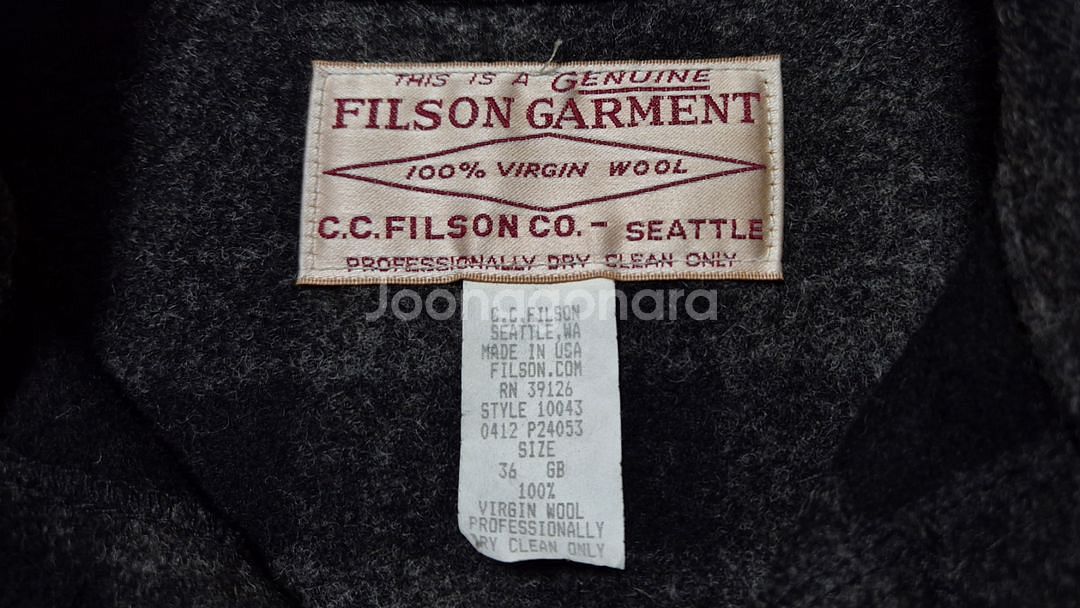 THIS IS A GENUINE
FILSON GARMENT
100% VIRGIN WOOL
C.C.FILSON CO. - SEATTLE
PROFESSIONALLY DRY CLEAN ONLY
Joonggonara
C.C.FILSON
SEATTLE,WA
MADE IN USA
FILSON.COM
RN 39126
STYLE 10043
0412 P24053
SIZE
36 GB
100%
VIRGIN WOOL
PROFESSIONALLY
DRY CLEAN ONLY